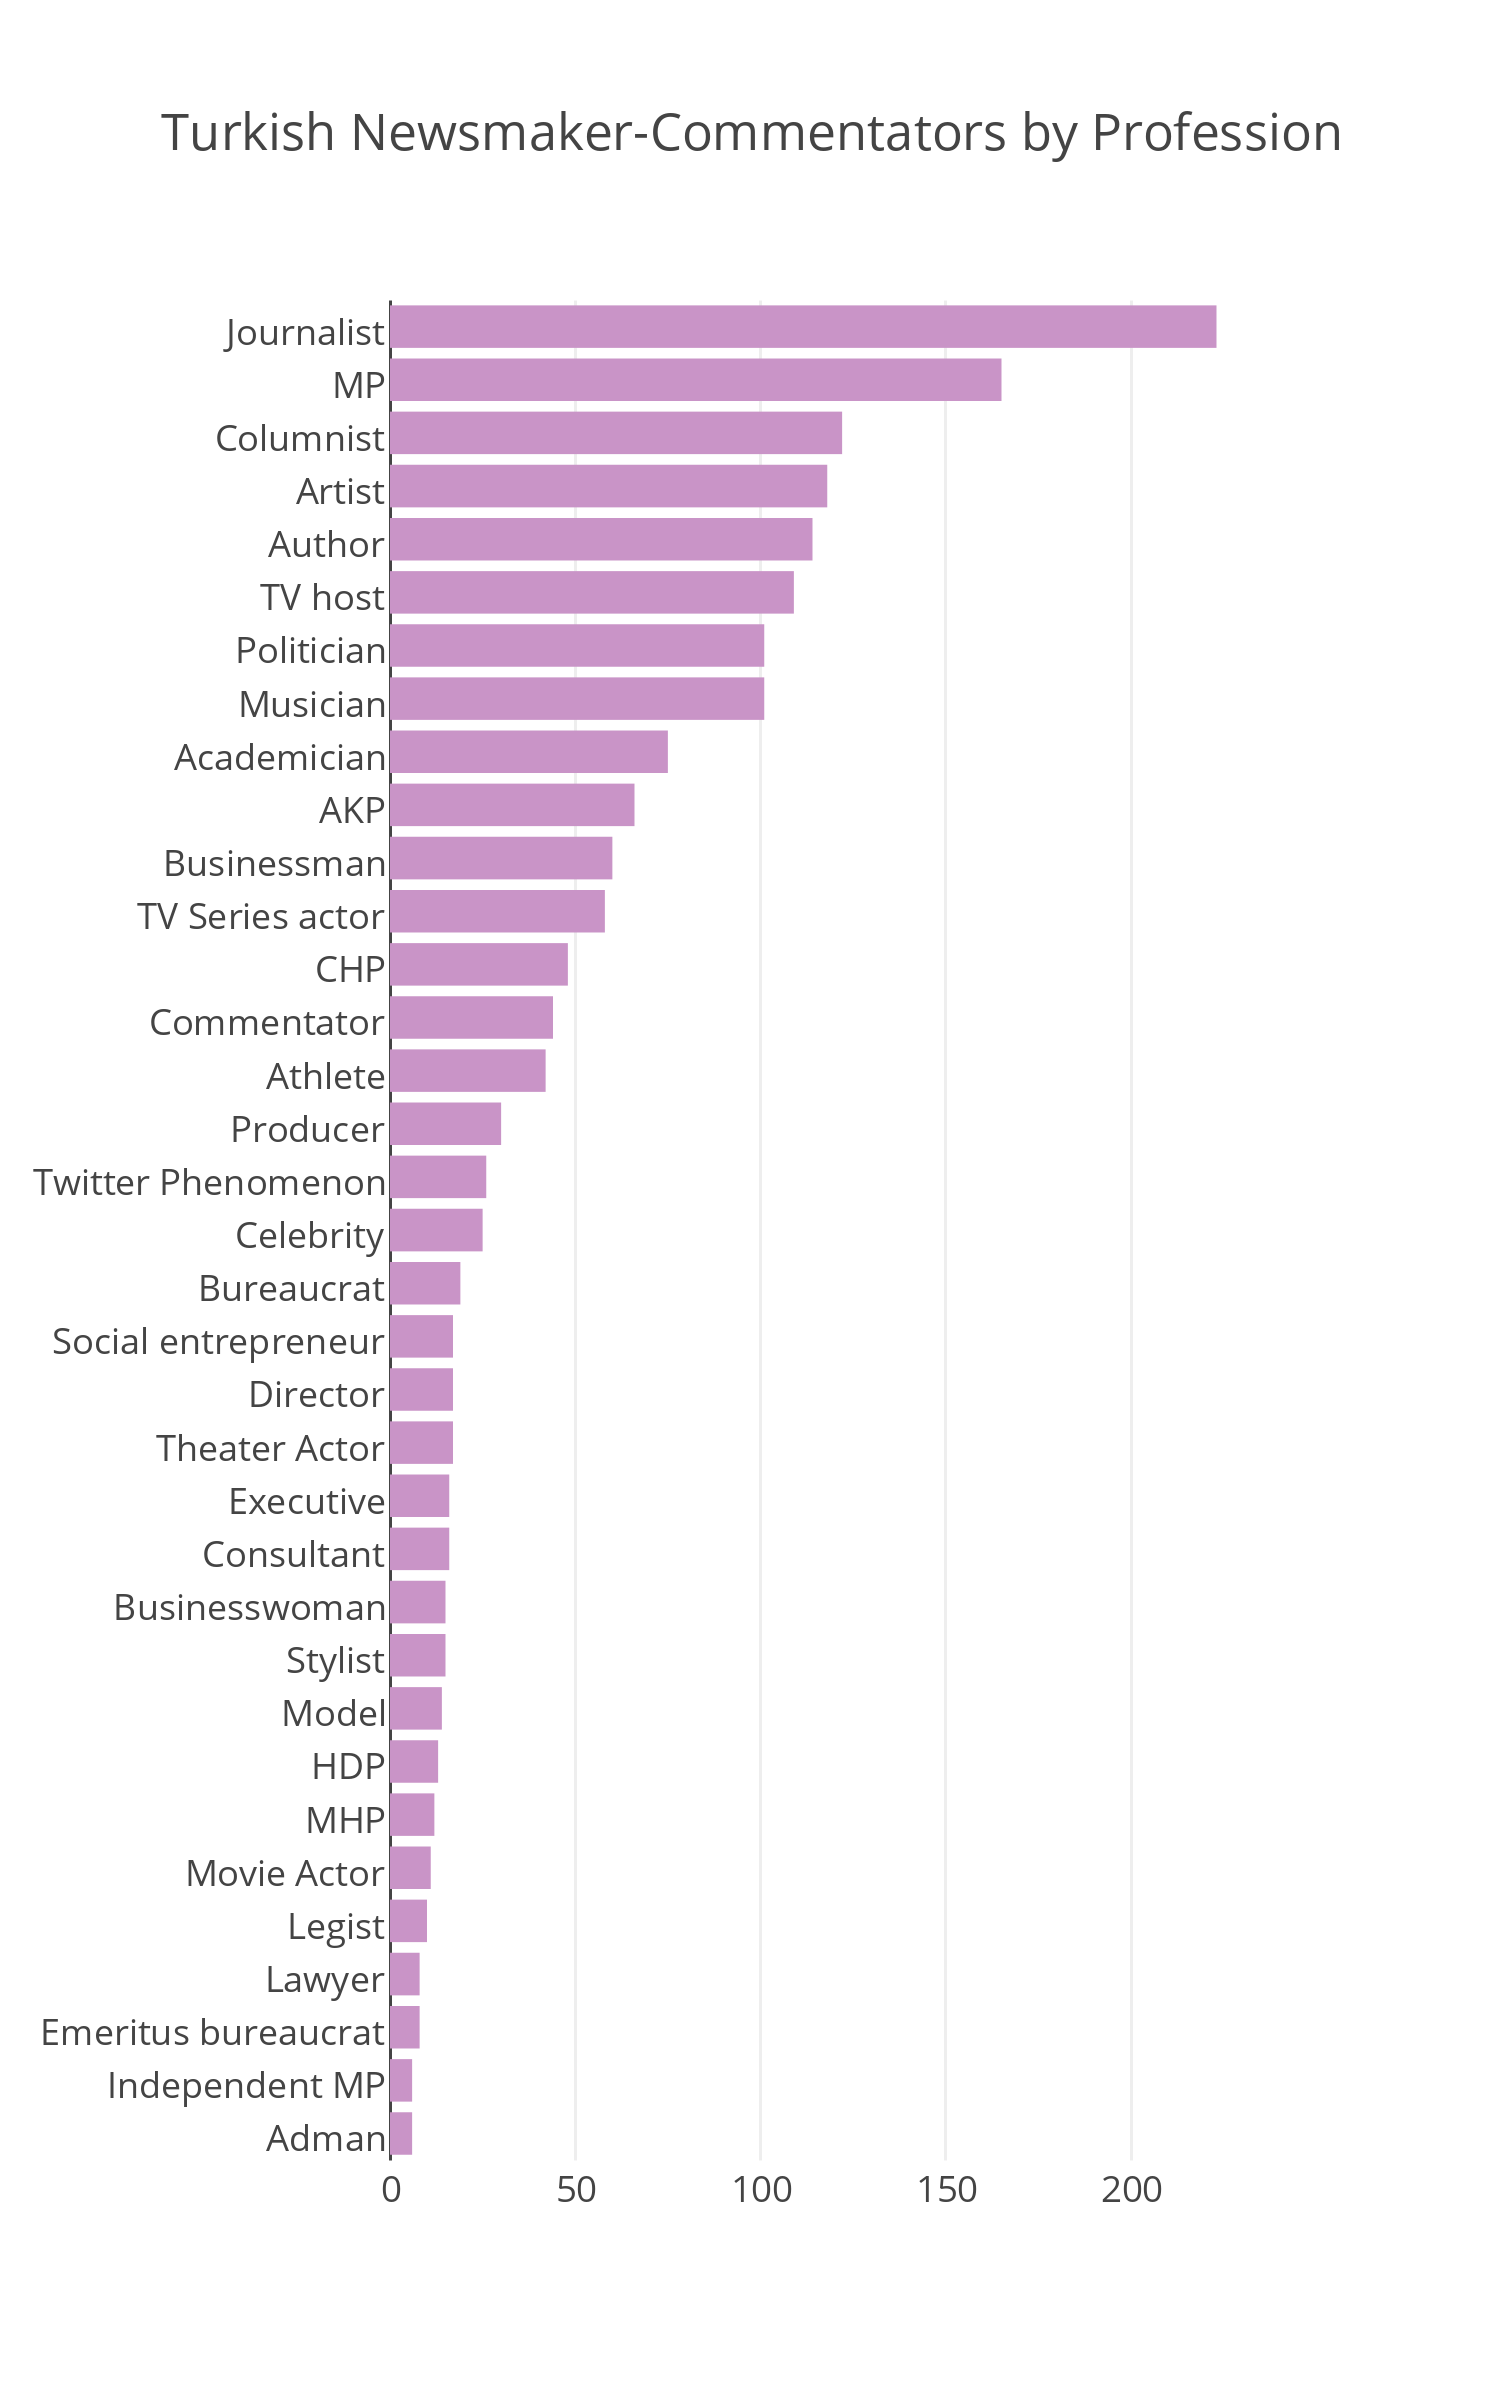 Turkish Newsmaker-Commentators by Profession
Journalist
MP
Columnist
Artist
Author
TV host
Politician
Musician
Academician
AKP
Businessman
TV Series actor
CHP
Commentator
Athlete
Producer
Twitter Phenomenon
Celebrity
Bureaucrat
Social entrepreneur
Director
Theater Actor
Executive
Consultant
Businesswoman
Stylist
Model
HDP
MHP
Movie Actor
Legist
Lawyer
Emeritus bureaucrat
Independent MP
Adman
0 50 100 150 200